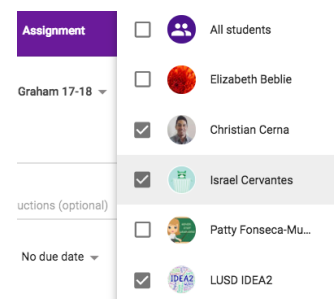 Assignment
All students
Elizabeth Beblie
Graham 17-18
Christian Cerna
Israel Cervantes
uctions (optional)
Patty Fonseca-Mu...
No due date
IDEA2
LUSD IDEA2